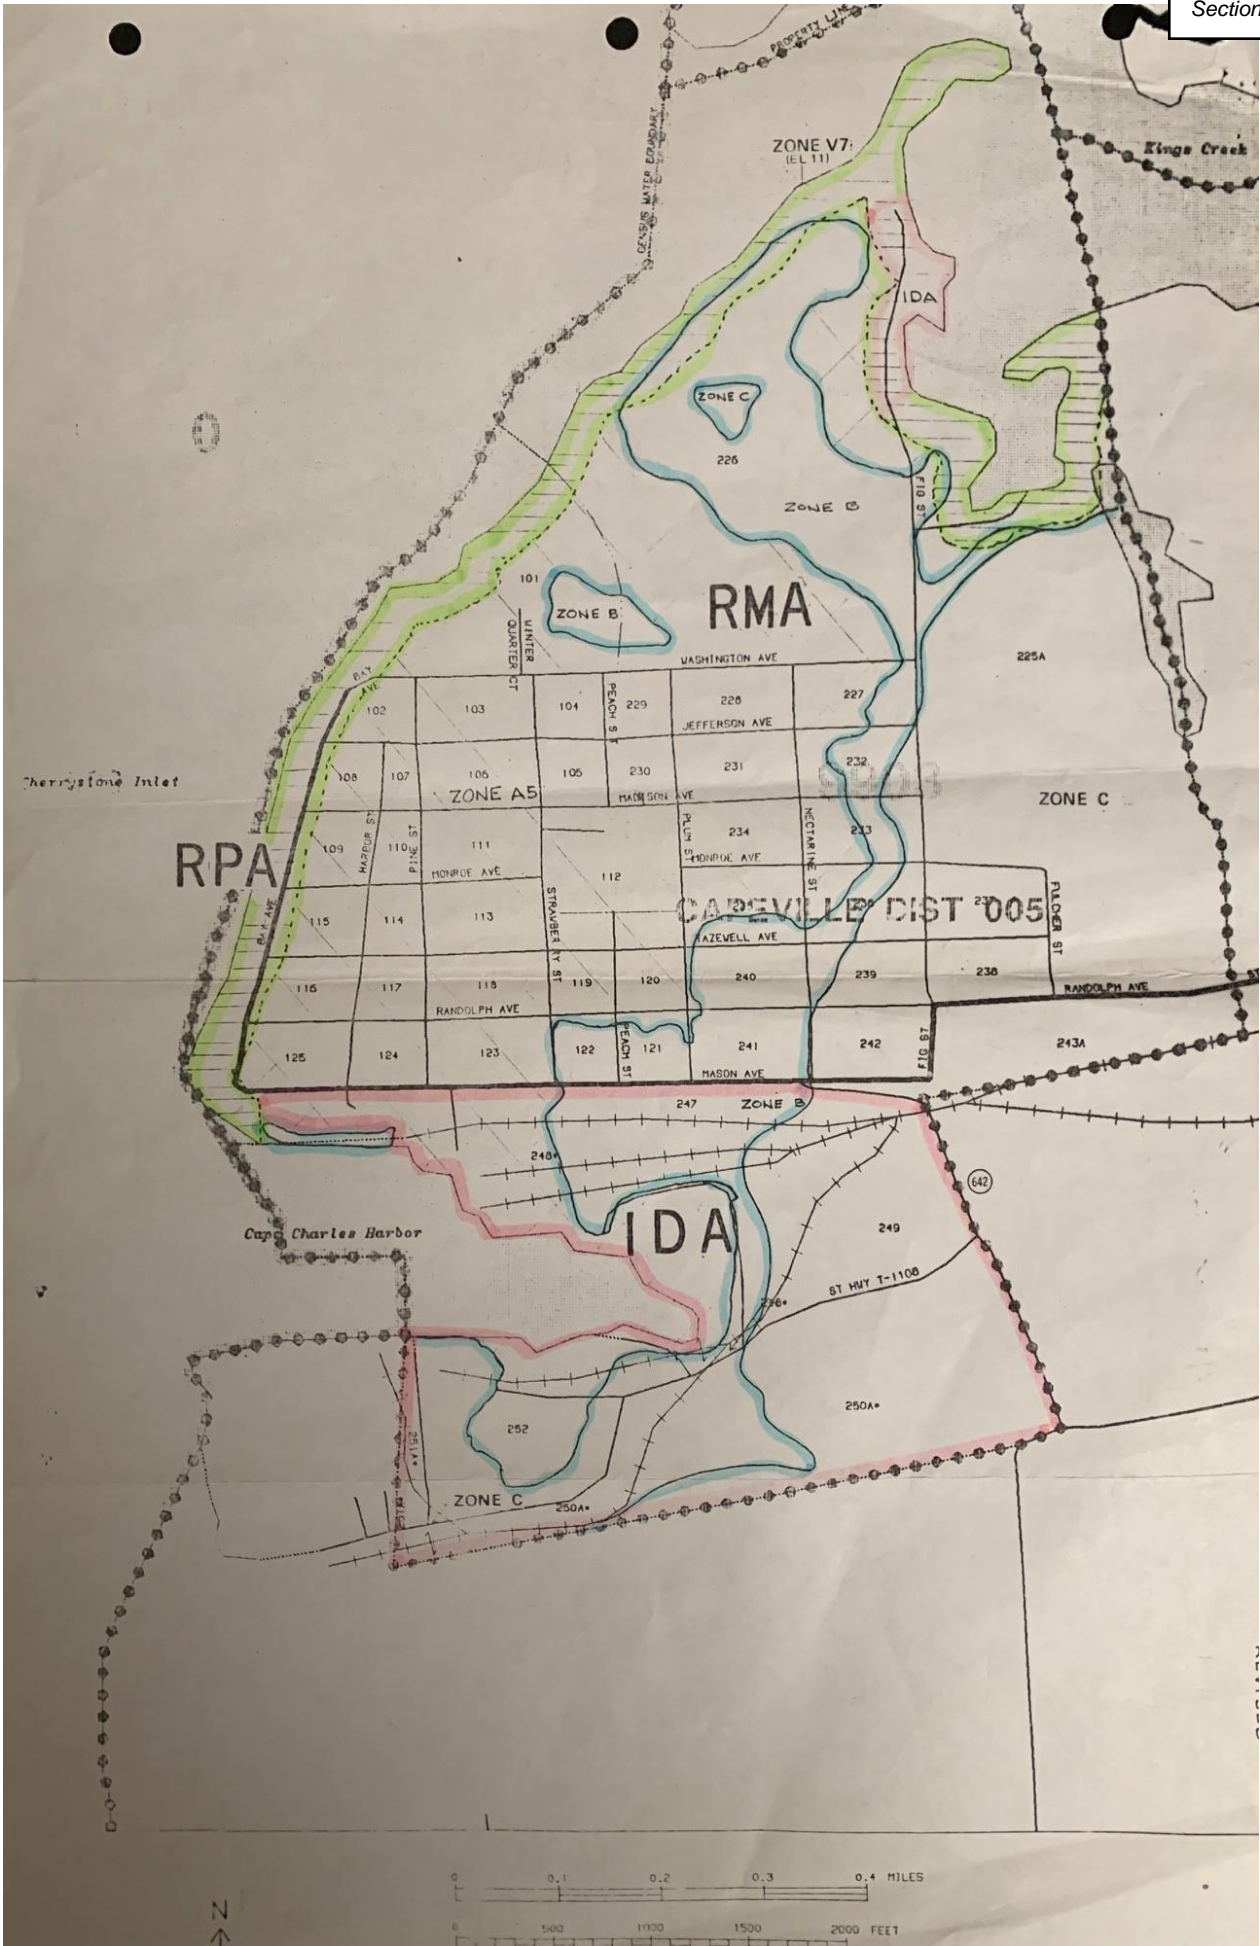 Section
PROPERTY LINE
CENSUS WATER BOUNDARY
ZONE V7
(EL 11)
Kings Creek
IDA
ZONE C
226
ZONE B
FIG ST
101
ZONE B
RMA
WINTER
QUARTER CT
WASHINGTON AVE
225A
BAY
AVE
102
103
104
PEACH ST
229
228
227
JEFFERSON AVE
Cherrystone Inlet
108
107
106
105
230
231
232
ZONE A5
MADISON AVE
ZONE C
HARBOR ST
PINE ST
PLUM ST
NECTARINE ST
RPA
109
110
111
234
233
MONROE AVE
MONROE AVE
112
FULCHER ST
115
114
113
STRAWBERRY ST
CAPEVILLE DIST 005
BAY AVE
TAZEWELL AVE
116
117
118
119
120
240
239
238
RANDOLPH AVE
RANDOLPH AVE
125
124
123
122
PEACH ST
121
241
242
FIG ST
243A
MASON AVE
247
ZONE B
248*
642
Cape Charles Harbor
IDA
249
ST HWY T-1108
250A*
252
251A*
ZONE C
250A*
0 0.1 0.2 0.3 0.4 MILES
0 500 1000 1500 2000 FEET
N